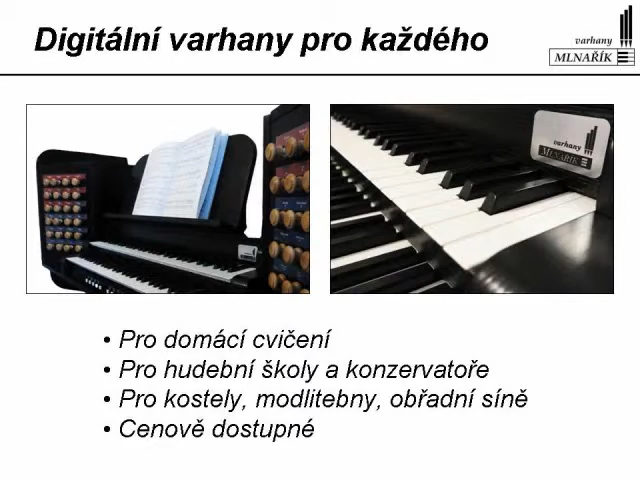 Digitální varhany pro každého
varhany
MLNAŘÍK
varhany
MLNAŘÍK
• Pro domácí cvičení
• Pro hudební školy a konzervatoře
• Pro kostely, modlitebny, obřadní síně
• Cenově dostupné